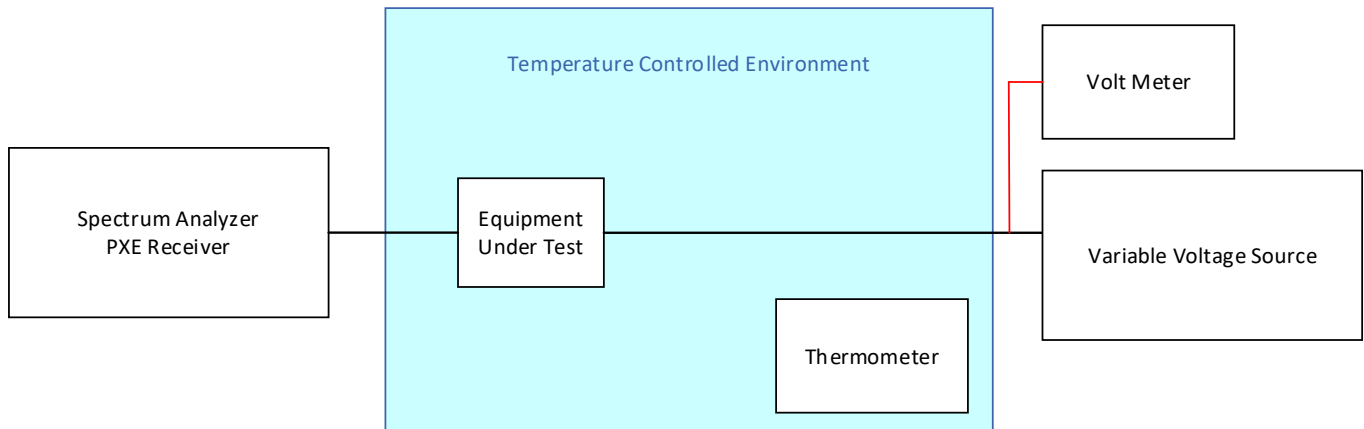 Temperature Controlled Environment
Volt Meter
Spectrum Analyzer
PXE Receiver
Equipment
Under Test
Variable Voltage Source
Thermometer